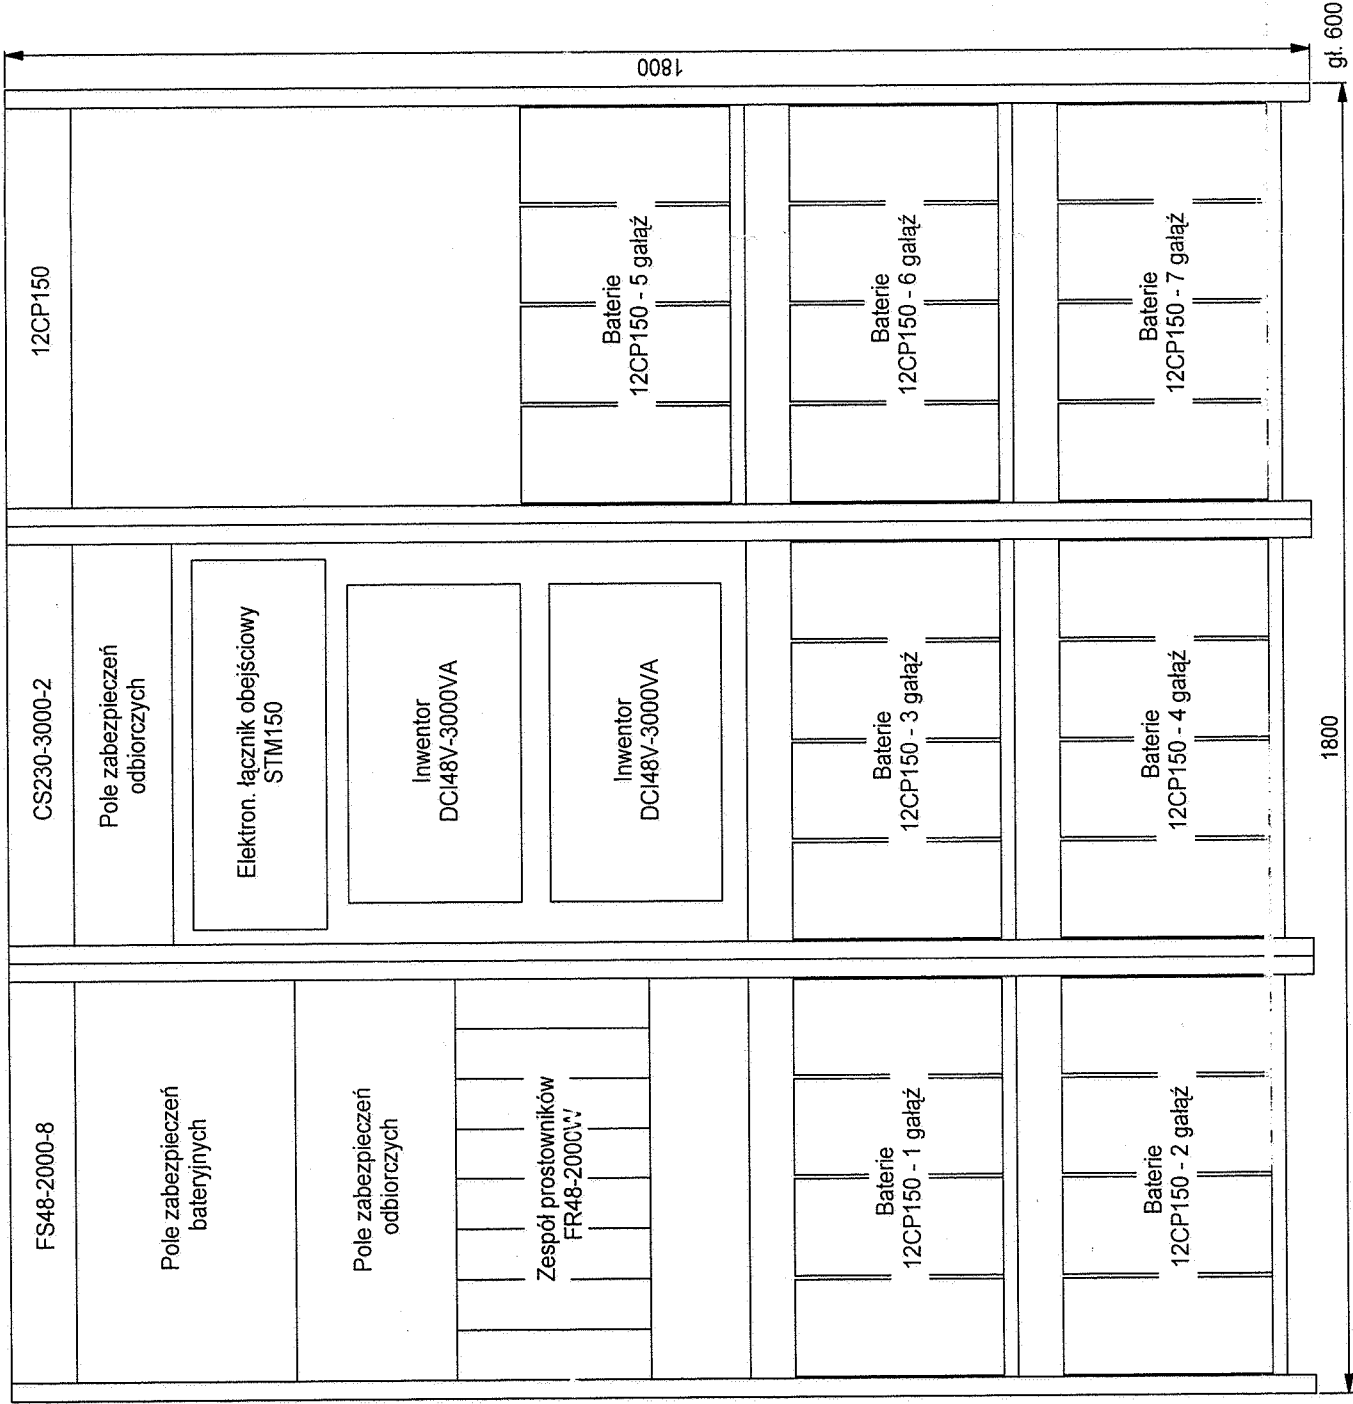 FS48-2000-8
Pole zabezpieczeń
bateryjnych
Pole zabezpieczeń
odbiorczych
Zespół prostowników
FR48-2000W
Baterie
12CP150 - 1 gałąź
Baterie
12CP150 - 2 gałąź
CS230-3000-2
Pole zabezpieczeń
odbiorczych
Elektron. łącznik obejściowy
STM150
Inwentor
DCI48V-3000VA
Inwentor
DCI48V-3000VA
Baterie
12CP150 - 3 gałąź
Baterie
12CP150 - 4 gałąź
12CP150
Baterie
12CP150 - 5 gałąź
Baterie
12CP150 - 6 gałąź
Baterie
12CP150 - 7 gałąź
1800
1800
gł. 600